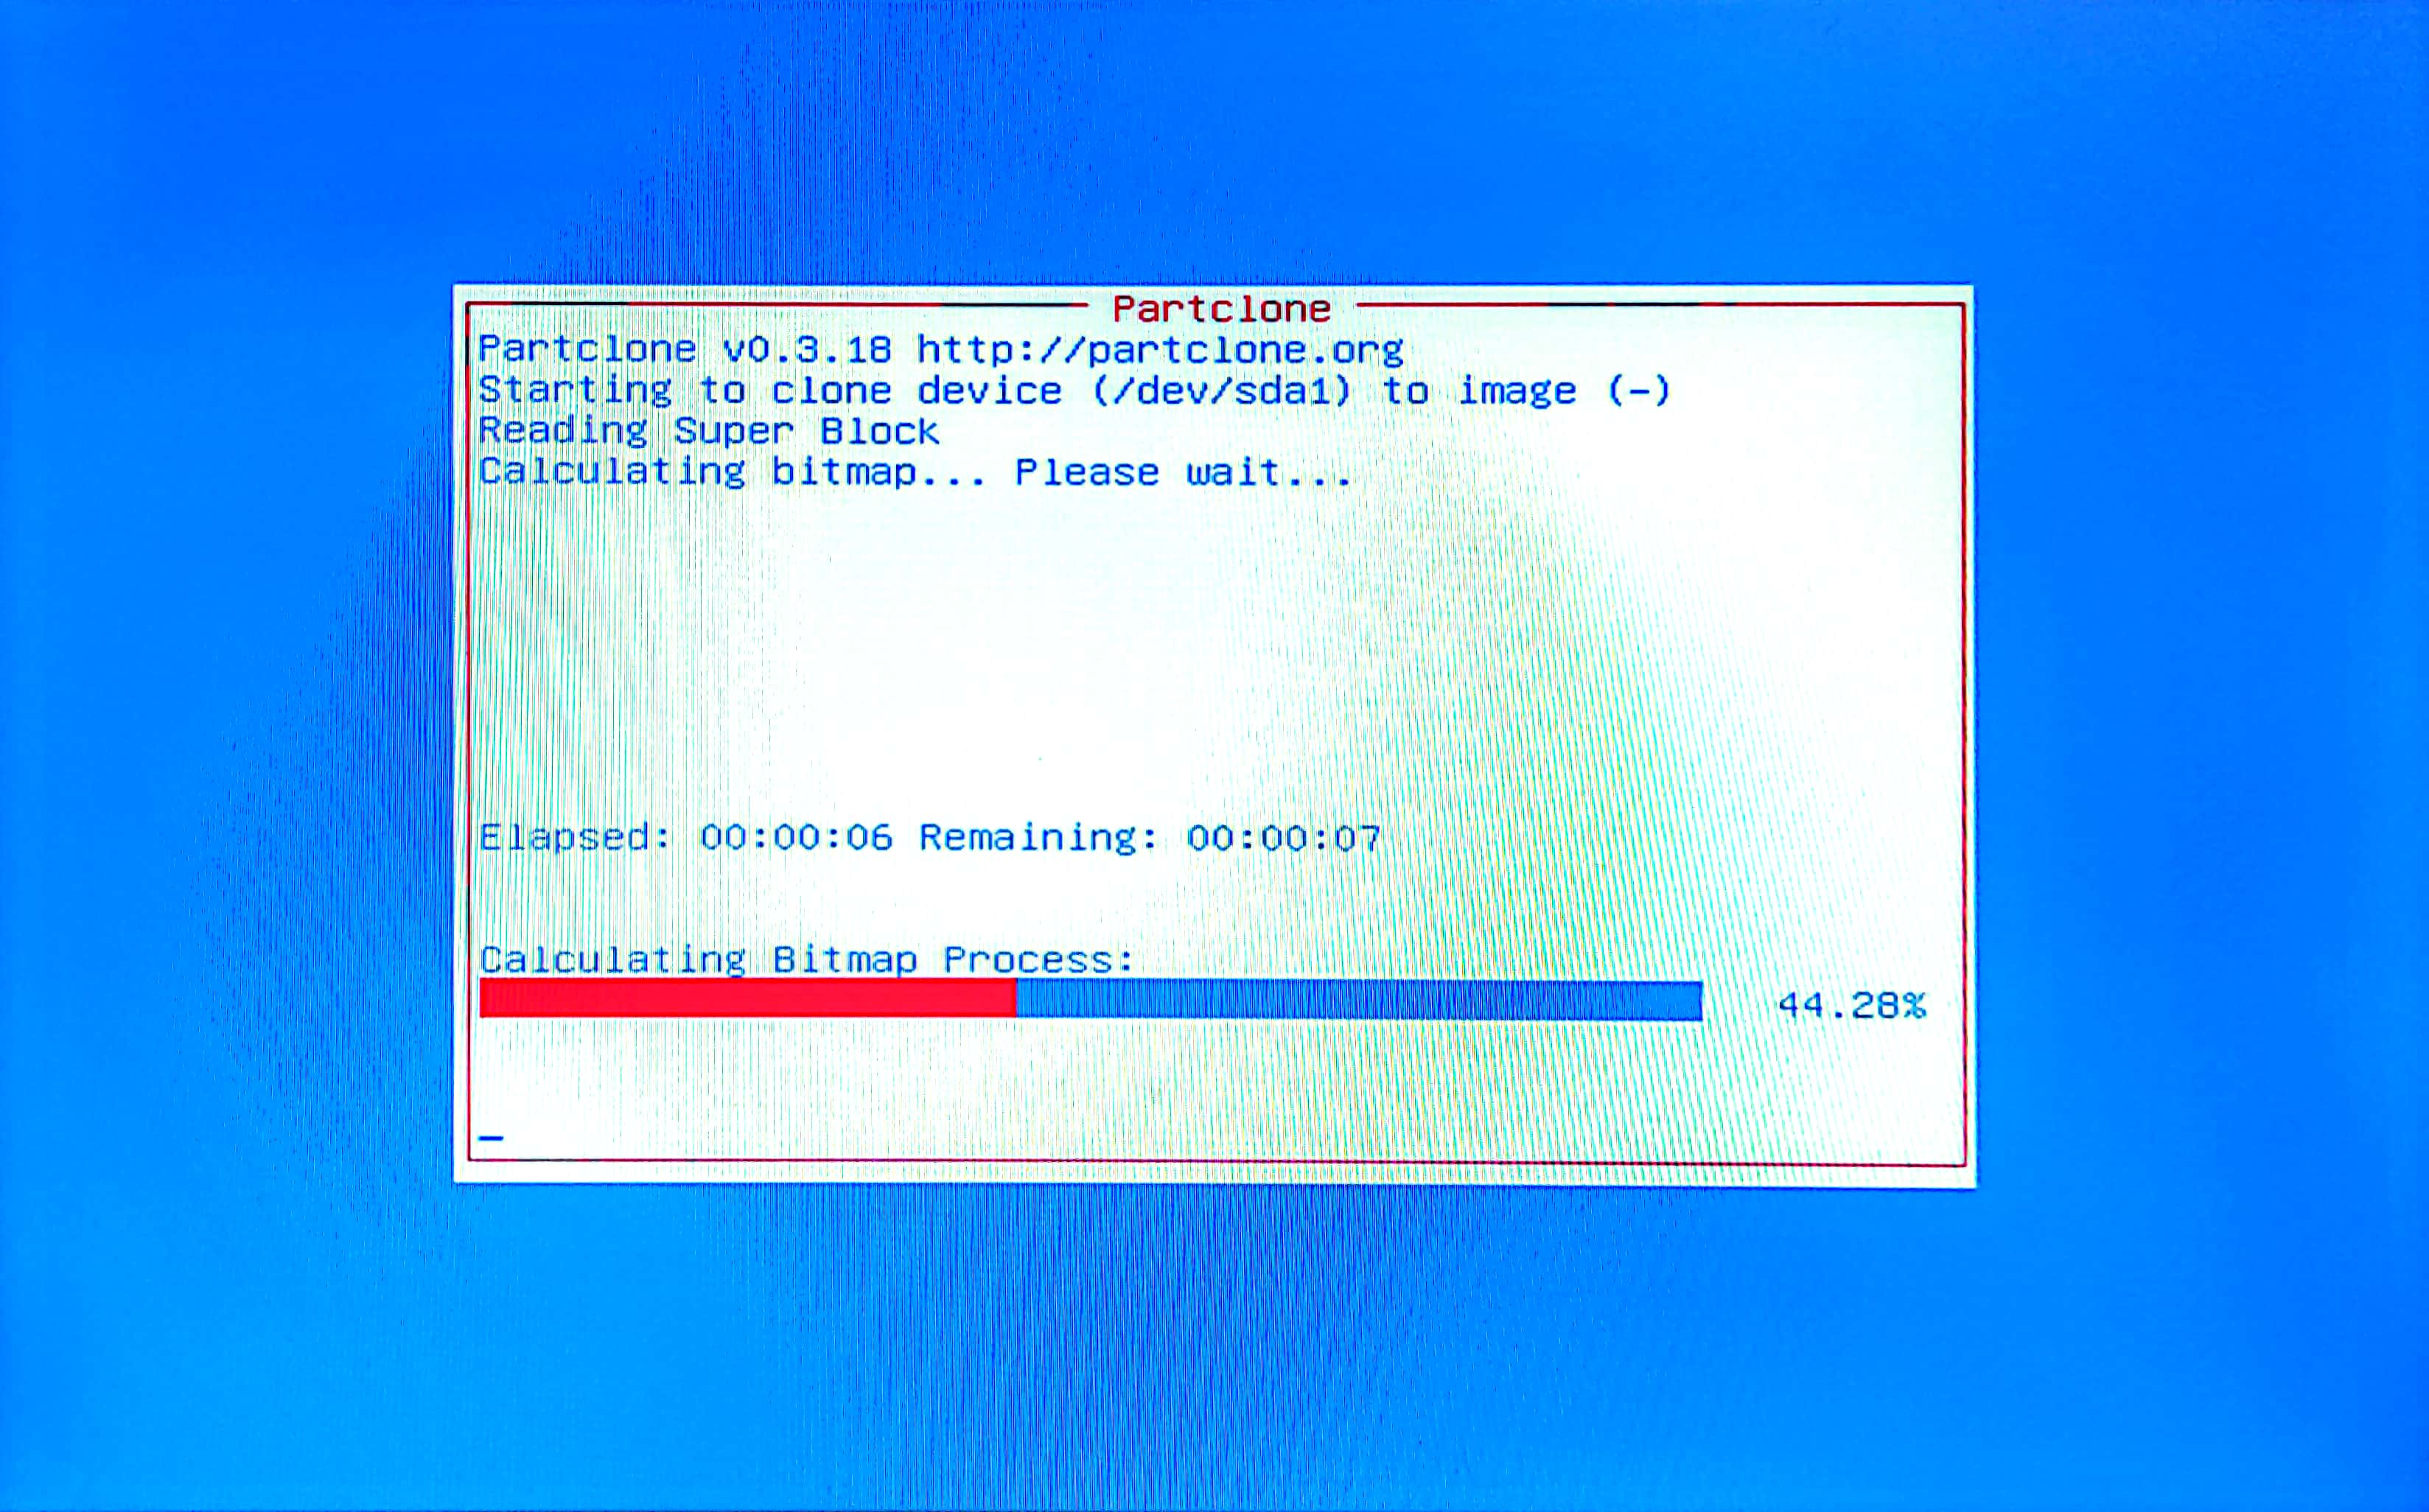 Partclone
Partclone v0.3.18 http://partclone.org
Starting to clone device (/dev/sda1) to image (-)
Reading Super Block
Calculating bitmap... Please wait...
Elapsed: 00:00:06 Remaining: 00:00:07
Calculating Bitmap Process:
44.28%